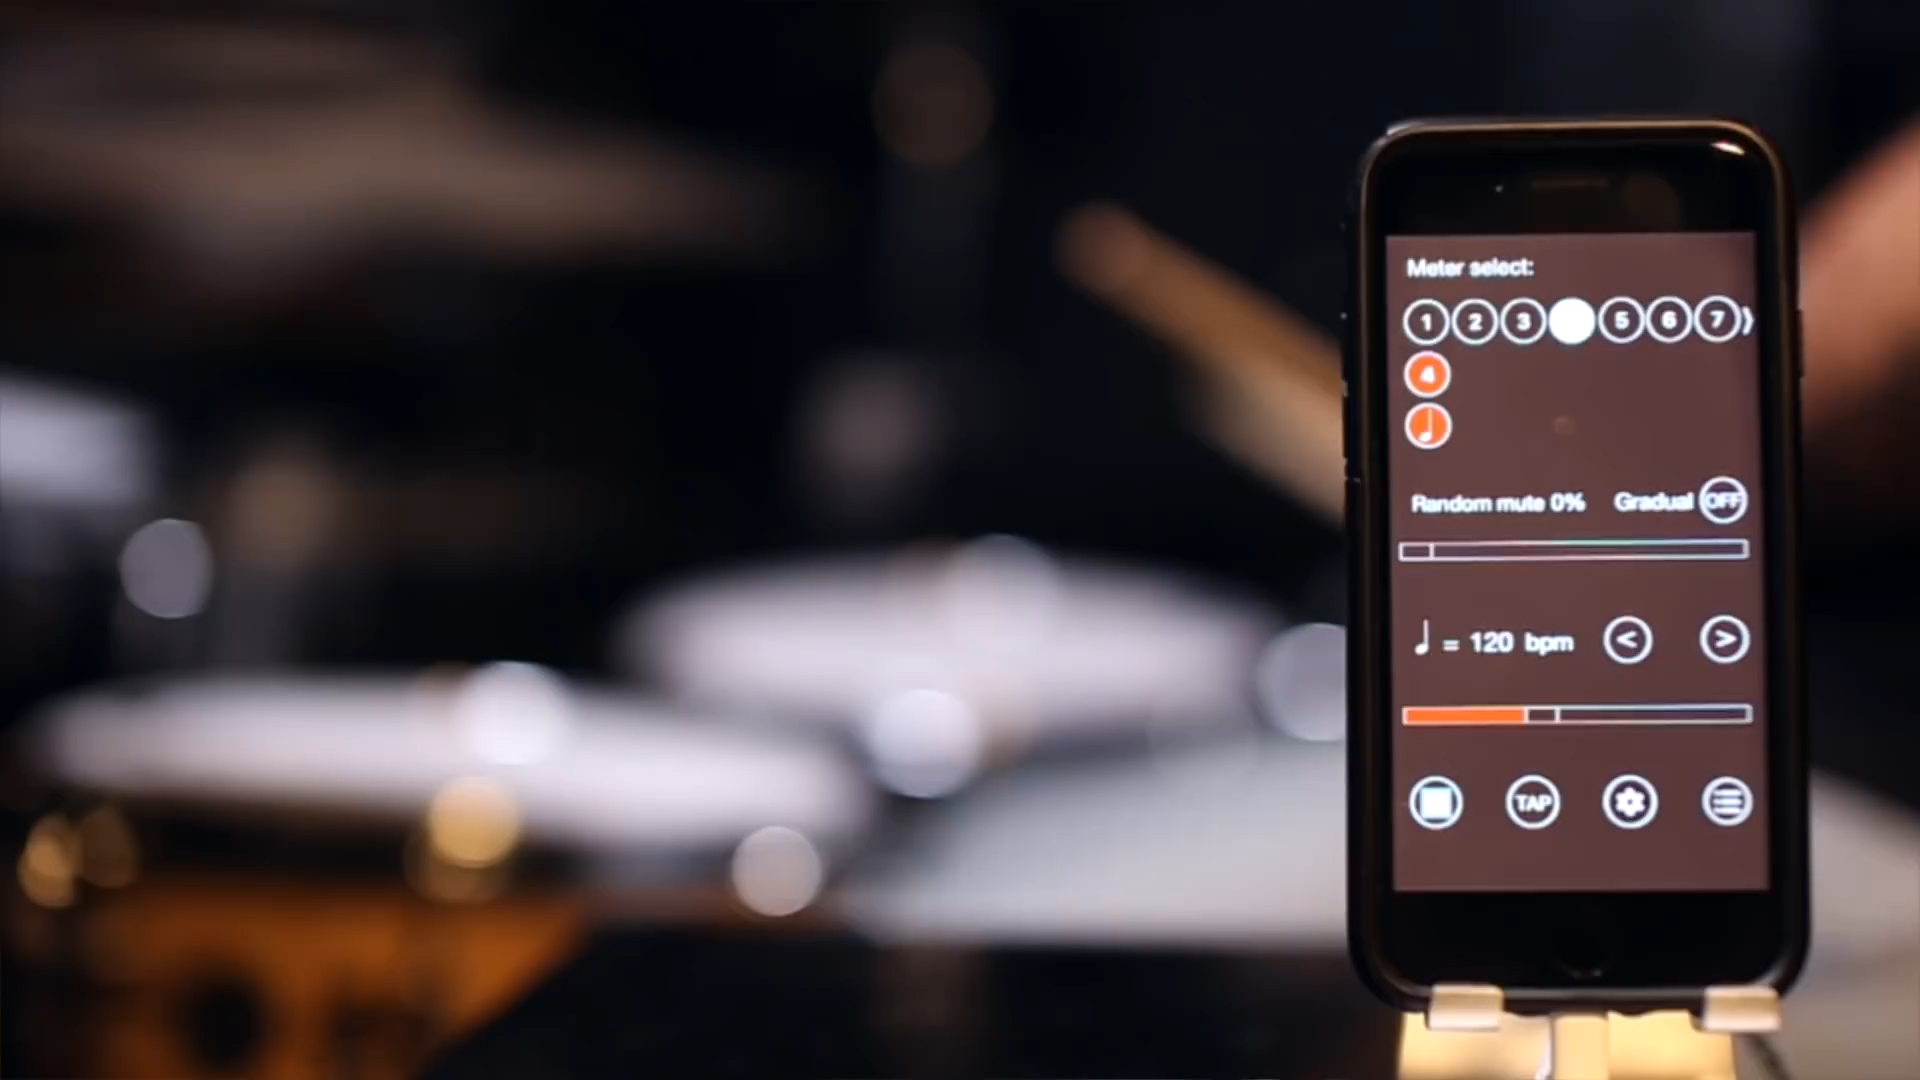 Meter select:
1 2 3 5 6 7
4
Random mute 0% Gradual OFF
= 120 bpm < >
TAP